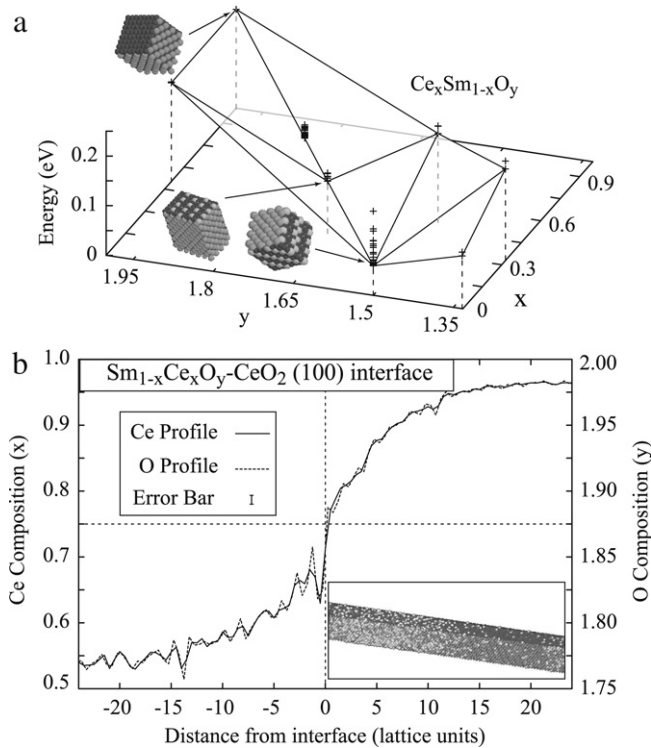 a
CeₓSm₁₋ₓOᵧ
Energy (eV)
0.2
0.1
0
1.95
1.8
1.65
1.5
1.35
y
0
0.3
0.6
0.9
x
b
Sm₁₋ₓCeₓOᵧ-CeO₂ (100) interface
Ce Profile
O Profile
Error Bar
Ce Composition (x)
1.0
0.9
0.8
0.7
0.6
0.5
O Composition (y)
2.00
1.95
1.90
1.85
1.80
1.75
-20 -15 -10 -5 0 5 10 15 20
Distance from interface (lattice units)